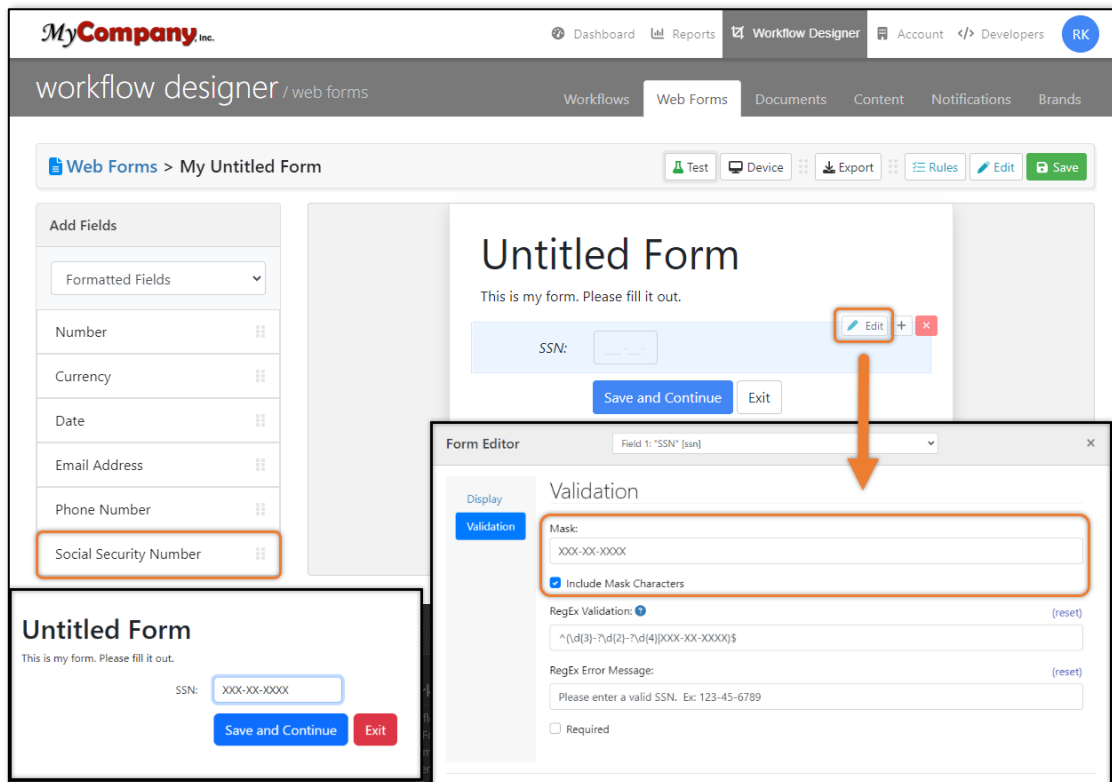 MyCompany, Inc.
Dashboard Reports Workflow Designer Account Developers RK
workflow designer / web forms
Workflows Web Forms Documents Content Notifications Brands
Web Forms > My Untitled Form
Test Device Export Rules Edit Save
Add Fields
Formatted Fields
Number
Currency
Date
Email Address
Phone Number
Social Security Number
Untitled Form
This is my form. Please fill it out.
Edit
SSN: ___-__-
Save and Continue Exit
Form Editor Field 1: "SSN" [ssn]
Display
Validation
Validation
Mask:
XXX-XX-XXXX
Include Mask Characters
RegEx Validation: (reset)
^(\d{3}-?\d{2}-?\d{4}|XXX-XX-XXXX)$
RegEx Error Message: (reset)
Please enter a valid SSN. Ex: 123-45-6789
Required
Untitled Form
This is my form. Please fill it out.
SSN: XXX-XX-XXXX
Save and Continue Exit